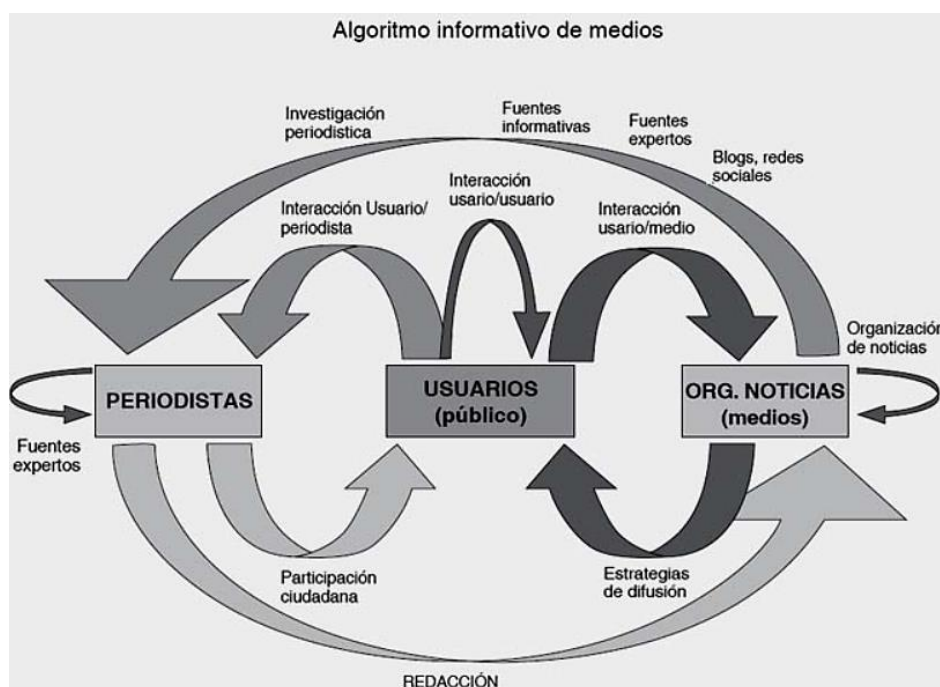 Algoritmo informativo de medios
Investigación
periodistica
Fuentes
informativas
Fuentes
expertos
Blogs, redes
sociales
Interacción Usuario/
periodista
Interacción
usario/usuario
Interacción
usario/medio
Organización
de noticias
PERIODISTAS
USUARIOS
(público)
ORG. NOTICIAS
(medios)
Fuentes
expertos
Participación
ciudadana
Estrategias
de difusión
REDACCIÓN